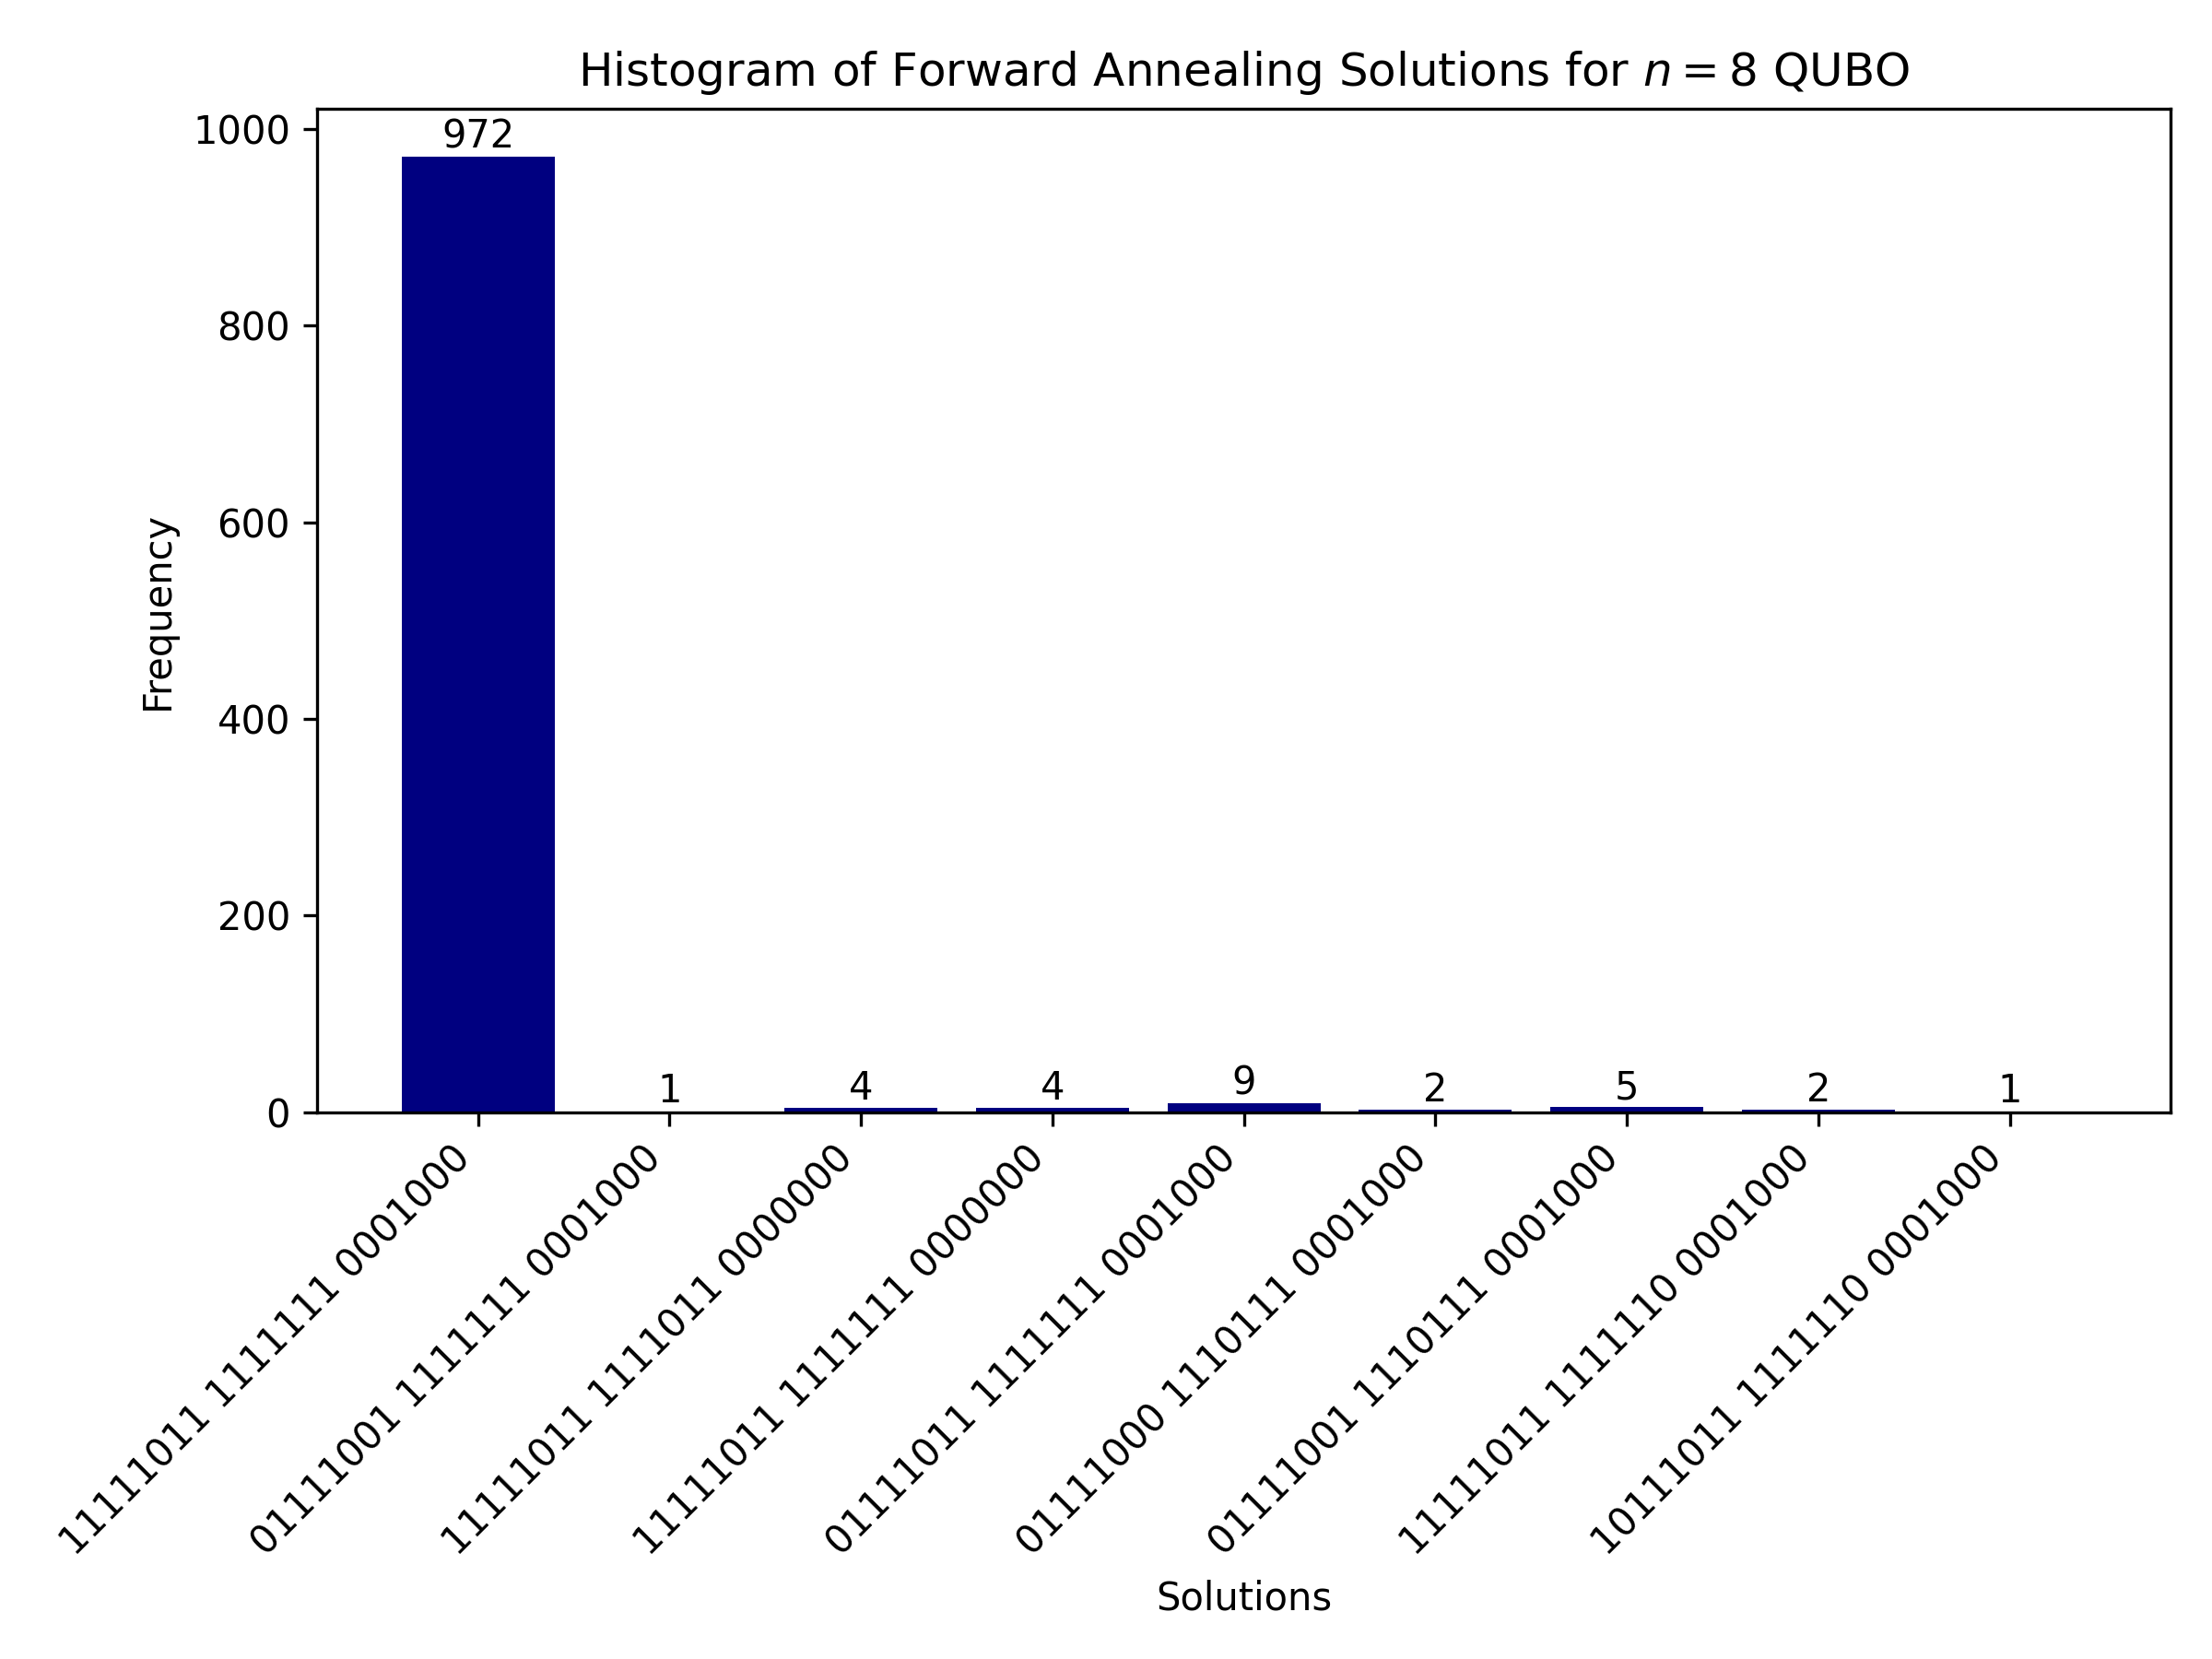 Histogram of Forward Annealing Solutions for n = 8 QUBO
1000
800
600
400
200
0
Frequency
972
1
4
4
9
2
5
2
1
11111011 1111111 0001000
01111001 1111111 0001000
11111011 1111011 0000000
11111011 1111111 0000000
01111011 1111111 0001000
01111000 1110111 0001000
01111001 1110111 0001000
11111011 1111110 0001000
10111011 1111110 0001000
Solutions